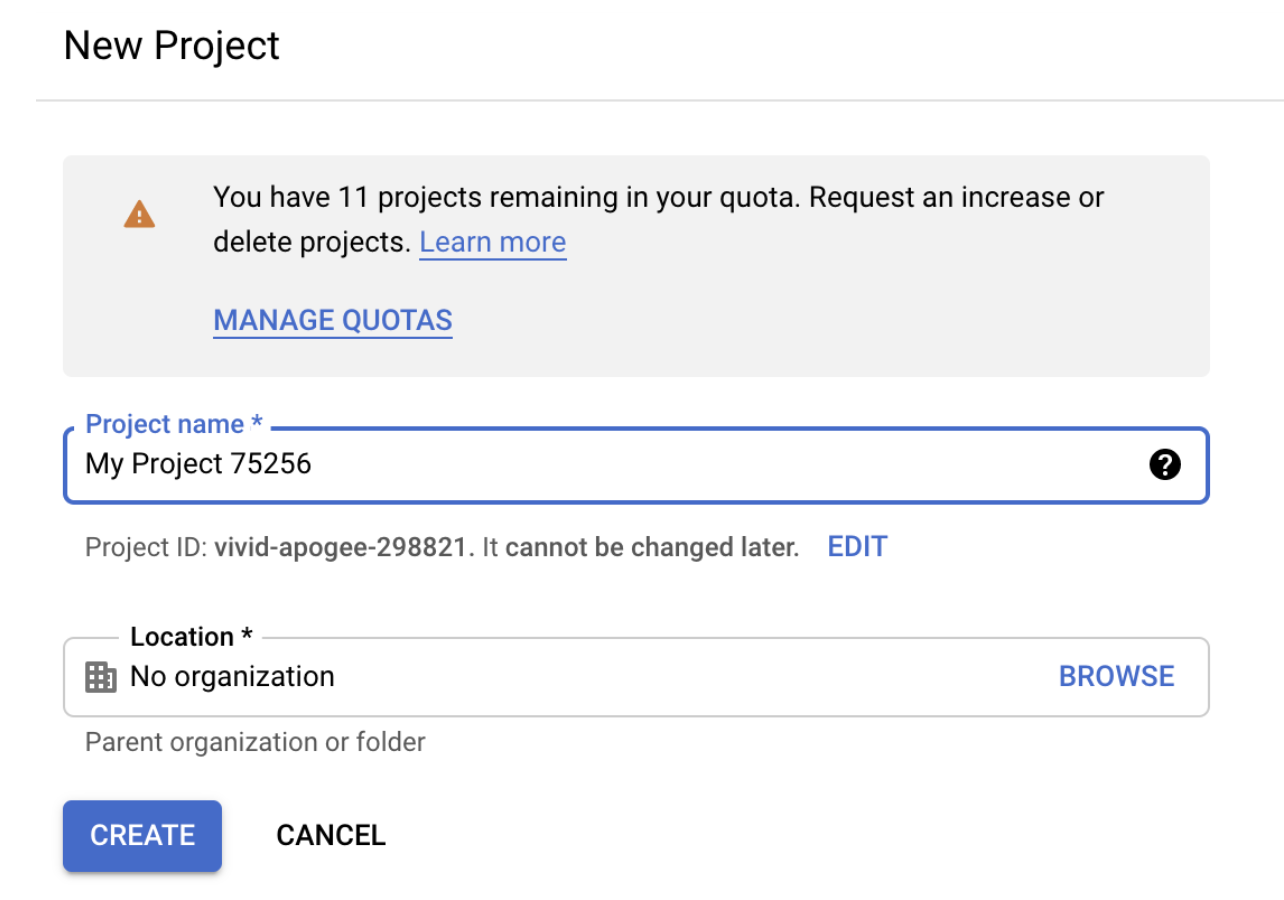 New Project
You have 11 projects remaining in your quota. Request an increase or
delete projects. Learn more
MANAGE QUOTAS
Project name *
My Project 75256
Project ID: vivid-apogee-298821. It cannot be changed later. EDIT
Location *
No organization BROWSE
Parent organization or folder
CREATE CANCEL